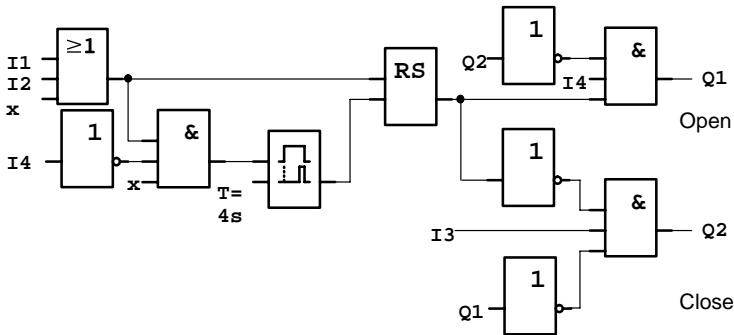 I1
I2
x
≥1
I4
1
x
&
T=
4s
RS
Q2
1
I4
&
Q1
Open
1
I3
&
Q2
Q1
1
Close